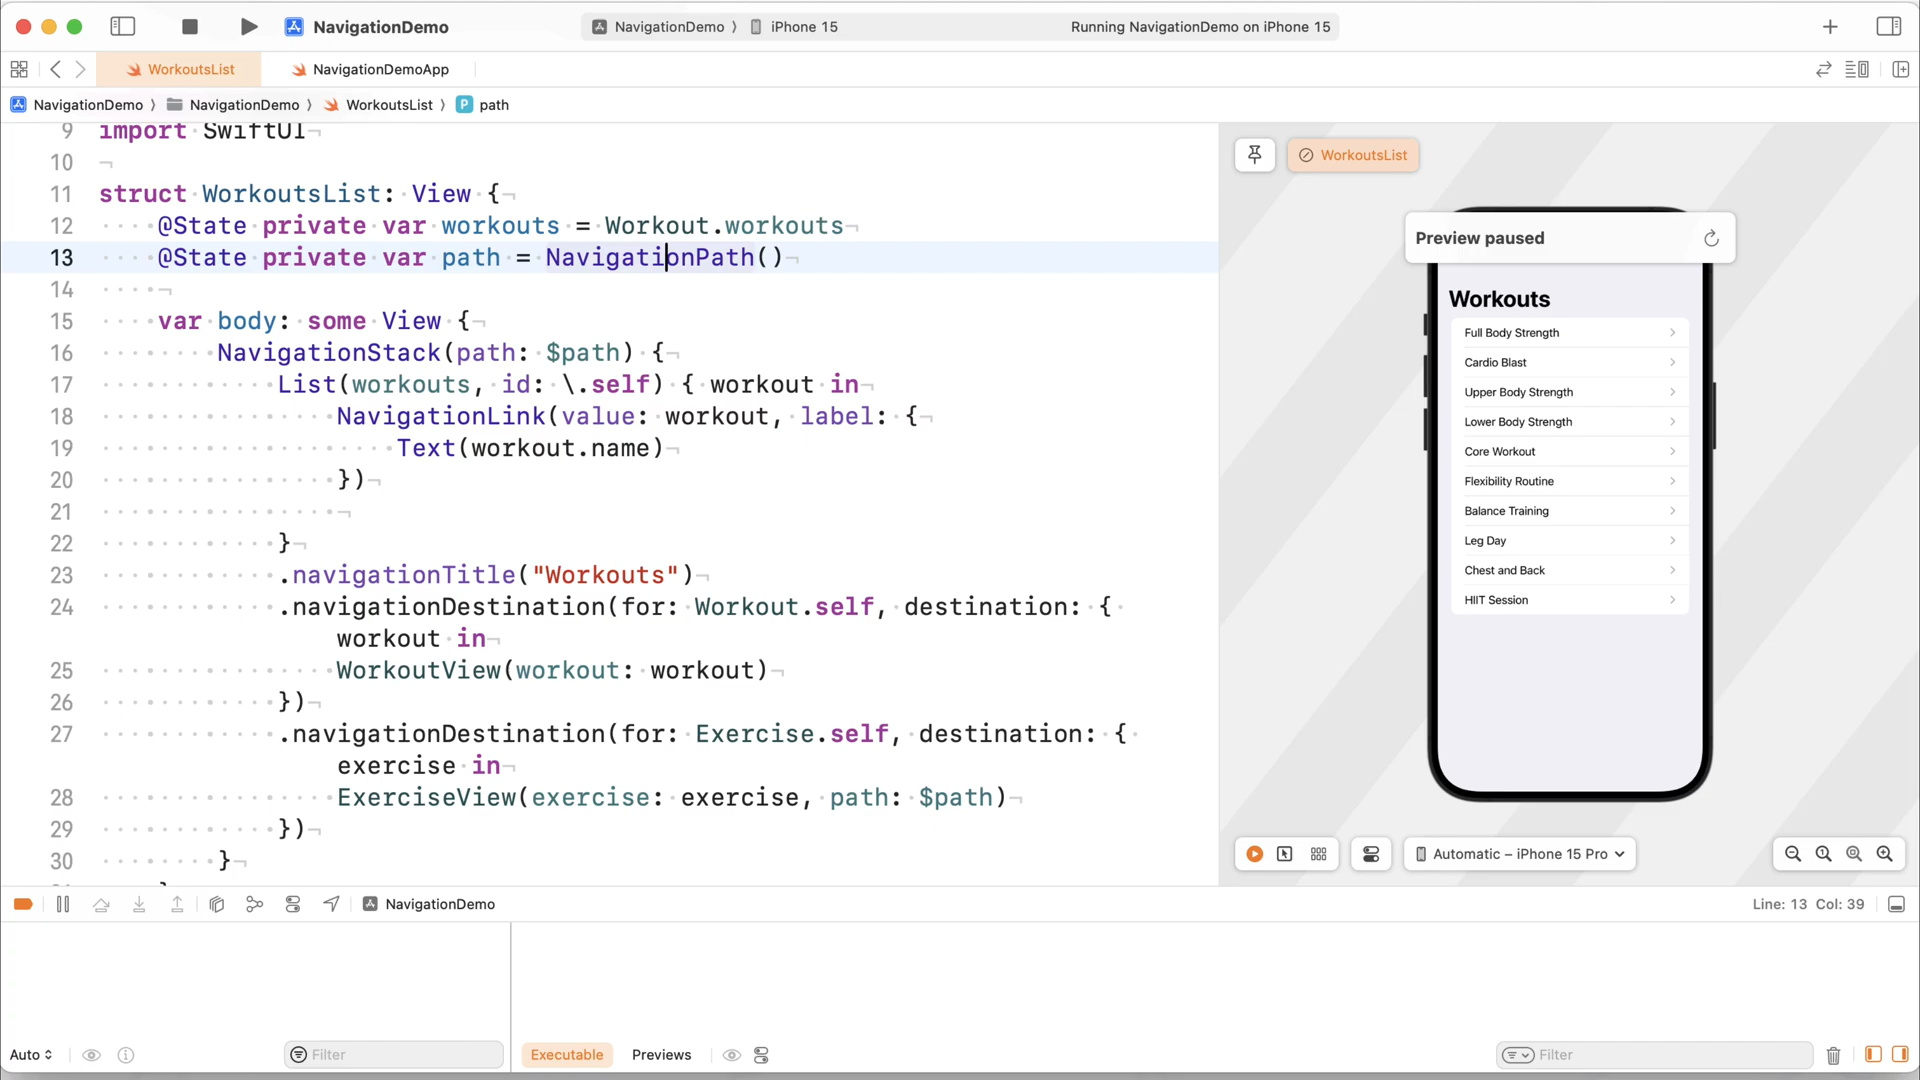 NavigationDemo
NavigationDemo ⟩ iPhone 15
Running NavigationDemo on iPhone 15
WorkoutsList
NavigationDemoApp
NavigationDemo ⟩ NavigationDemo ⟩ WorkoutsList ⟩ P path
9 import SwiftUI
10
11 struct WorkoutsList: View {
12 @State private var workouts = Workout.workouts
13 @State private var path = NavigationPath()
14
15 var body: some View {
16 NavigationStack(path: $path) {
17 List(workouts, id: \.self) { workout in
18 NavigationLink(value: workout, label: {
19 Text(workout.name)
20 })
21
22 }
23 .navigationTitle("Workouts")
24 .navigationDestination(for: Workout.self, destination: {
workout in
25 WorkoutView(workout: workout)
26 })
27 .navigationDestination(for: Exercise.self, destination: {
exercise in
28 ExerciseView(exercise: exercise, path: $path)
29 })
30 }
WorkoutsList
Preview paused
Workouts
Full Body Strength
Cardio Blast
Upper Body Strength
Lower Body Strength
Core Workout
Flexibility Routine
Balance Training
Leg Day
Chest and Back
HIIT Session
Automatic – iPhone 15 Pro
NavigationDemo
Line: 13 Col: 39
Auto
Filter
Executable
Previews
Filter